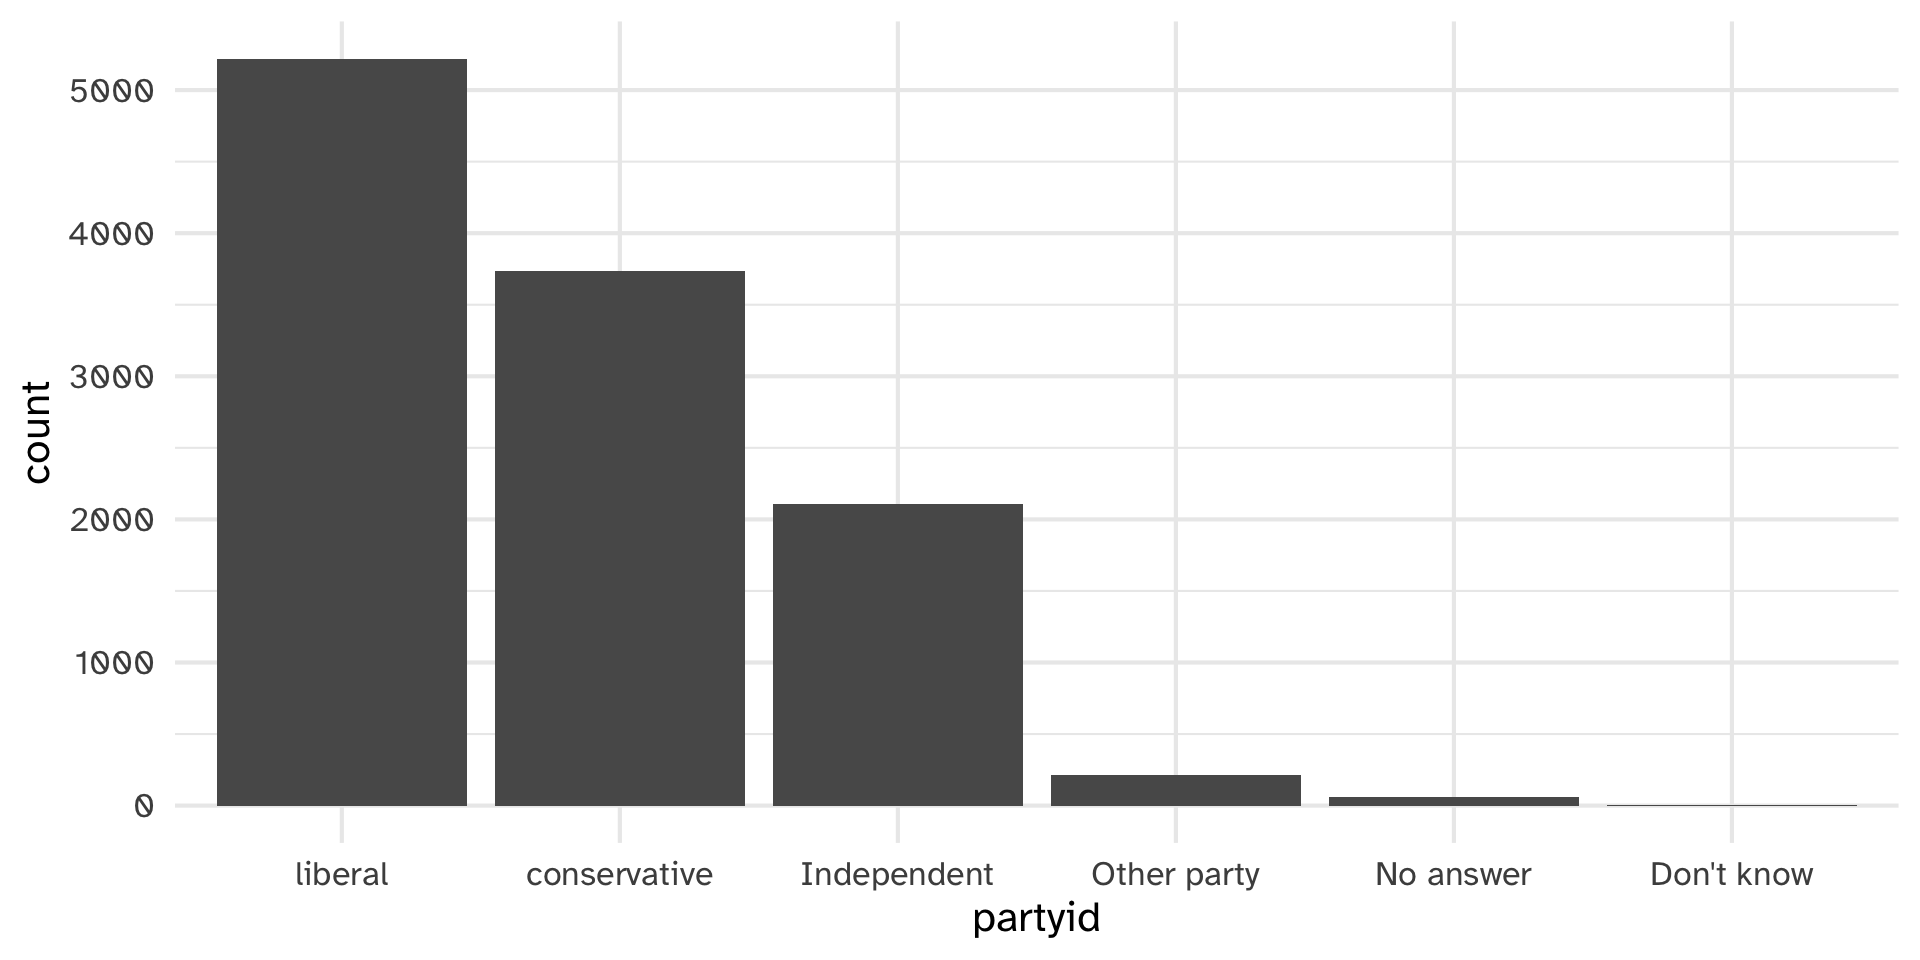 5000
4000
3000
2000
1000
0
count
liberal
conservative
Independent
Other party
No answer
Don't know
partyid